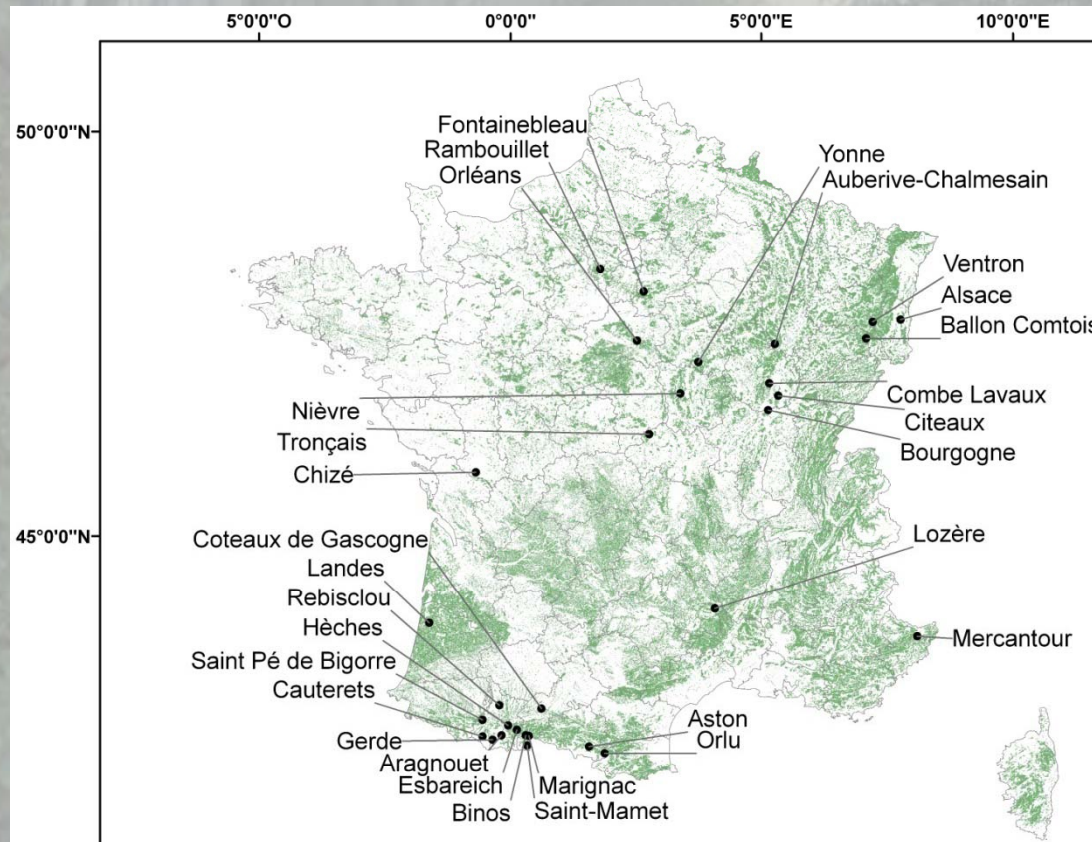 5°0'0"O 0°0'0" 5°0'0"E 10°0'0"E
50°0'0"N
45°0'0"N
Fontainebleau
Rambouillet
Orléans
Yonne
Auberive-Chalmesain
Ventron
Alsace
Ballon Comtois
Combe Lavaux
Citeaux
Bourgogne
Nièvre
Tronçais
Chizé
Coteaux de Gascogne
Landes
Rebisclou
Hèches
Saint Pé de Bigorre
Cauterets
Gerde
Aragnouet
Esbareich
Binos
Lozère
Mercantour
Aston
Orlu
Marignac
Saint-Mamet